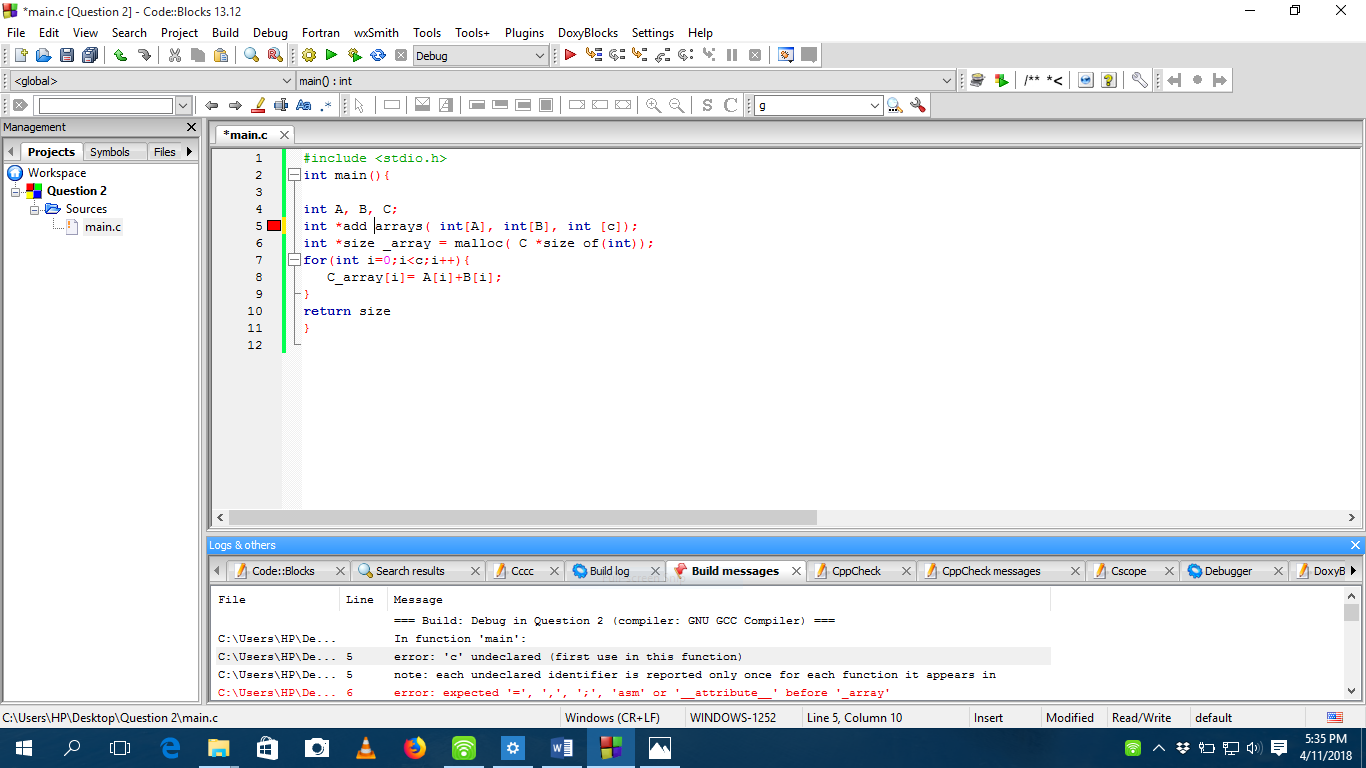 *main.c [Question 2] - Code::Blocks 13.12
File Edit View Search Project Build Debug Fortran wxSmith Tools Tools+ Plugins DoxyBlocks Settings Help
Debug
<global> main() : int /** *<
Aa .* S C g
Management
Projects Symbols Files
*main.c
Workspace
Question 2
Sources
main.c
1 #include <stdio.h>
2 int main(){
3
4 int A, B, C;
5 int *add arrays( int[A], int[B], int [c]);
6 int *size _array = malloc( C *size of(int));
7 for(int i=0;i<c;i++){
8 C_array[i]= A[i]+B[i];
9 }
10 return size
11 }
12
Logs & others
Code::Blocks Search results Cccc Build log Build messages CppCheck CppCheck messages Cscope Debugger DoxyB
File Line Message
=== Build: Debug in Question 2 (compiler: GNU GCC Compiler) ===
C:\Users\HP\De... In function 'main':
C:\Users\HP\De... 5 error: 'c' undeclared (first use in this function)
C:\Users\HP\De... 5 note: each undeclared identifier is reported only once for each function it appears in
C:\Users\HP\De... 6 error: expected '=', ',', ';', 'asm' or '__attribute__' before '_array'
C:\Users\HP\Desktop\Question 2\main.c Windows (CR+LF) WINDOWS-1252 Line 5, Column 10 Insert Modified Read/Write default
5:35 PM
4/11/2018